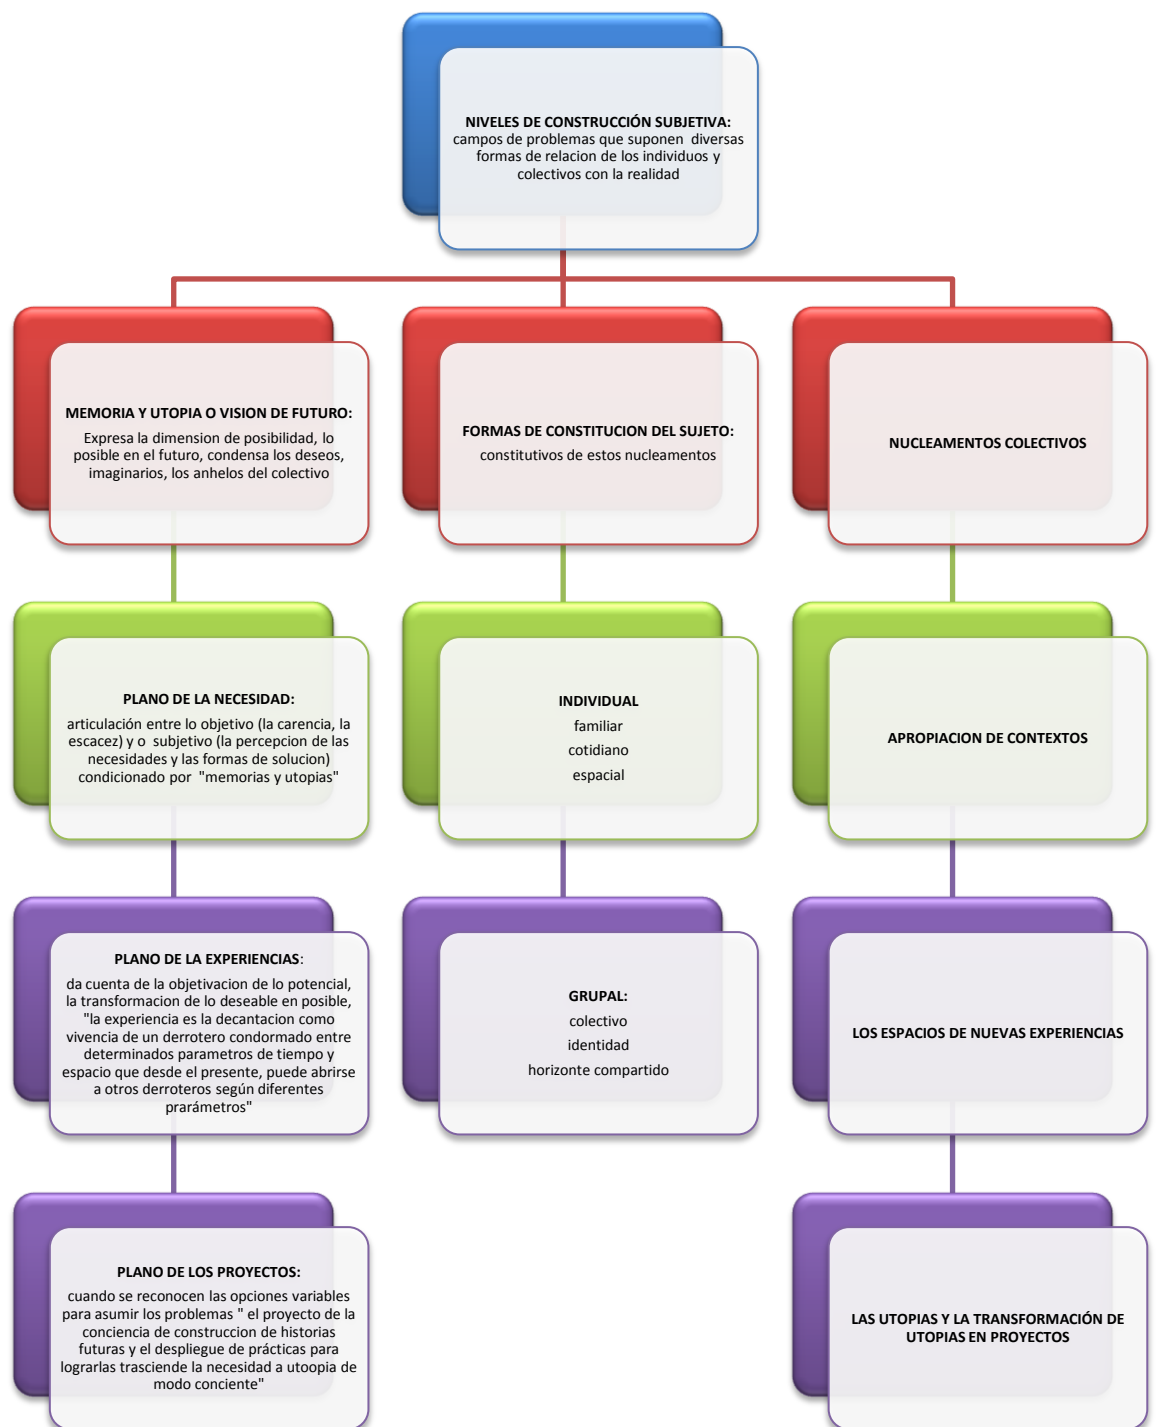 NIVELES DE CONSTRUCCIÓN SUBJETIVA:
campos de problemas que suponen diversas
formas de relacion de los individuos y
colectivos con la realidad
MEMORIA Y UTOPIA O VISION DE FUTURO:
Expresa la dimension de posibilidad, lo
posible en el futuro, condensa los deseos,
imaginarios, los anhelos del colectivo
FORMAS DE CONSTITUCION DEL SUJETO:
constitutivos de estos nucleamentos
NUCLEAMENTOS COLECTIVOS
PLANO DE LA NECESIDAD:
articulación entre lo objetivo (la carencia, la
escacez) y o subjetivo (la percepcion de las
necesidades y las formas de solucion)
condicionado por "memorias y utopias"
INDIVIDUAL
familiar
cotidiano
espacial
APROPIACION DE CONTEXTOS
PLANO DE LA EXPERIENCIAS:
da cuenta de la objetivacion de lo potencial,
la transformacion de lo deseable en posible,
"la experiencia es la decantacion como
vivencia de un derrotero condormado entre
determinados parametros de tiempo y
espacio que desde el presente, puede abrirse
a otros derroteros según diferentes
prarámetros"
GRUPAL:
colectivo
identidad
horizonte compartido
LOS ESPACIOS DE NUEVAS EXPERIENCIAS
PLANO DE LOS PROYECTOS:
cuando se reconocen las opciones variables
para asumir los problemas " el proyecto de la
conciencia de construccion de historias
futuras y el despliegue de prácticas para
lograrlas trasciende la necesidad a utoopia de
modo conciente"
LAS UTOPIAS Y LA TRANSFORMACIÓN DE
UTOPIAS EN PROYECTOS